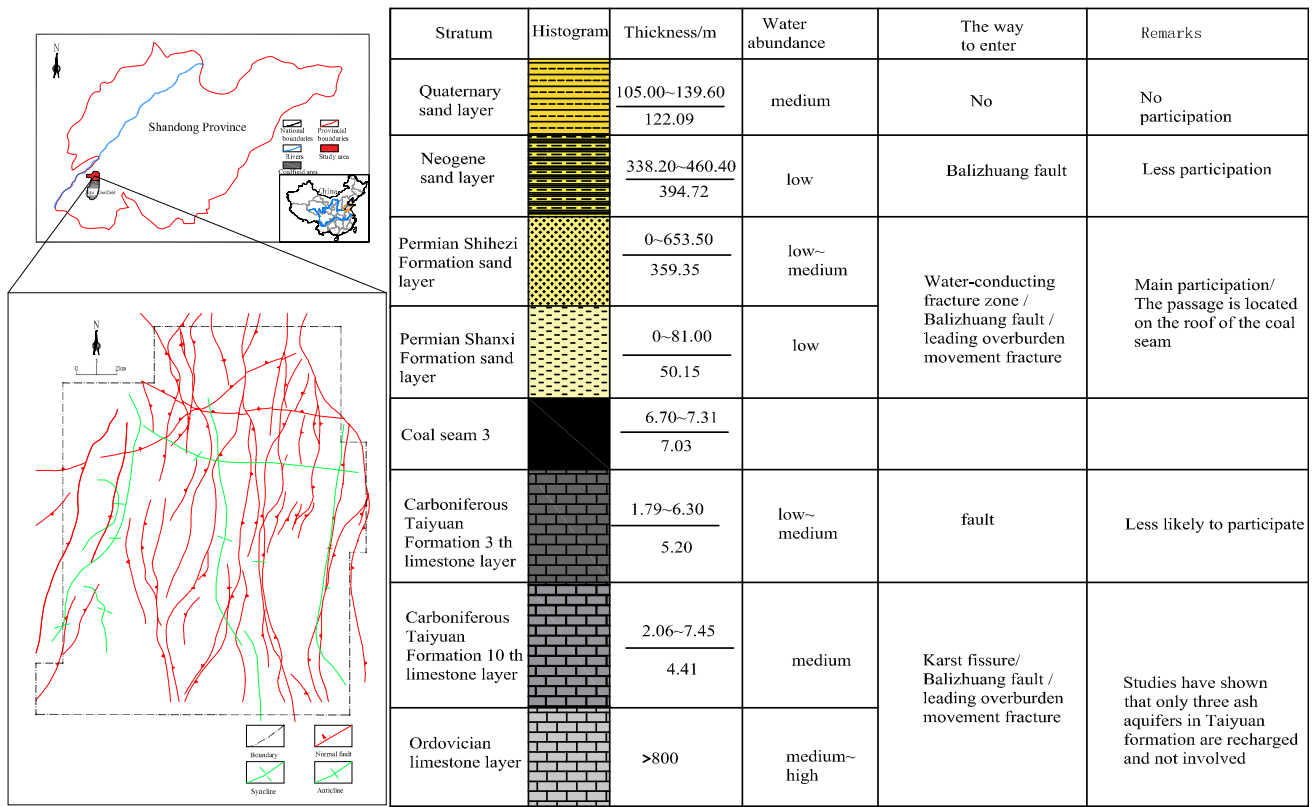 N
Shandong Province
National
boundaries
Provincial
boundaries
Rivers
Study area
Coalfield area
China
N
0
2km
Boundary
Normal fault
Syncline
Anticline
Stratum
Histogram
Thickness/m
Water
abundance
The way
to enter
Remarks
Quaternary
sand layer
105.00~139.60
122.09
medium
No
No
participation
Neogene
sand layer
338.20~460.40
394.72
low
Balizhuang fault
Less participation
Permian Shihezi
Formation sand
layer
0~653.50
359.35
low~
medium
Water-conducting
fracture zone /
Balizhuang fault /
leading overburden
movement fracture
Main participation/
The passage is located
on the roof of the coal
seam
Permian Shanxi
Formation sand
layer
0~81.00
50.15
low
Coal seam 3
6.70~7.31
7.03
Carboniferous
Taiyuan
Formation 3 th
limestone layer
1.79~6.30
5.20
low~
medium
fault
Less likely to participate
Carboniferous
Taiyuan
Formation 10 th
limestone layer
2.06~7.45
4.41
medium
Karst fissure/
Balizhuang fault /
leading overburden
movement fracture
Studies have shown
that only three ash
aquifers in Taiyuan
formation are recharged
and not involved
Ordovician
limestone layer
>800
medium~
high